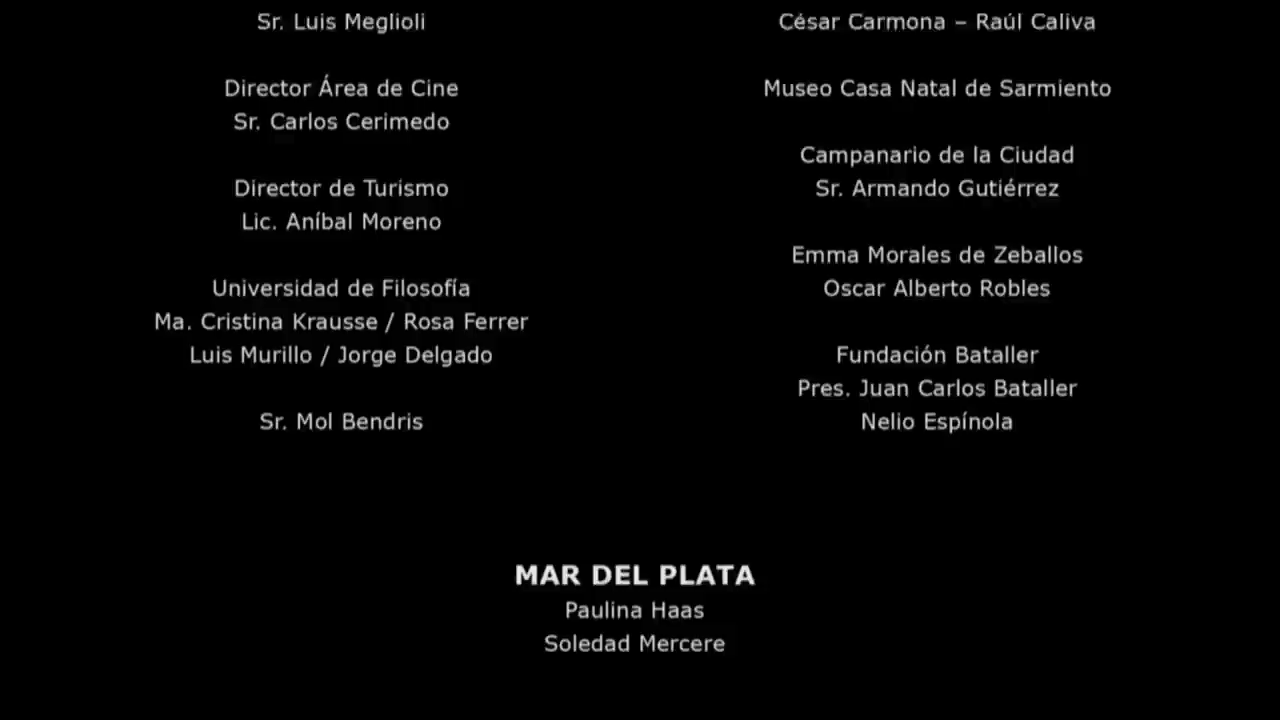 Sr. Luis Meglioli
Director Área de Cine
Sr. Carlos Cerimedo
Director de Turismo
Lic. Aníbal Moreno
Universidad de Filosofía
Ma. Cristina Krausse / Rosa Ferrer
Luis Murillo / Jorge Delgado
Sr. Mol Bendris
César Carmona – Raúl Caliva
Museo Casa Natal de Sarmiento
Campanario de la Ciudad
Sr. Armando Gutiérrez
Emma Morales de Zeballos
Oscar Alberto Robles
Fundación Bataller
Pres. Juan Carlos Bataller
Nelio Espínola
MAR DEL PLATA
Paulina Haas
Soledad Mercere